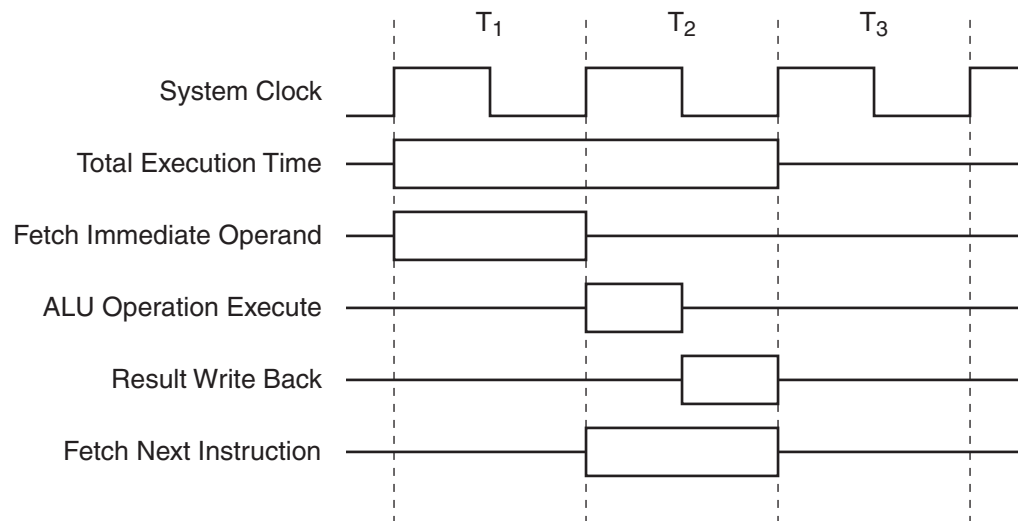 T1 T2 T3
System Clock
Total Execution Time
Fetch Immediate Operand
ALU Operation Execute
Result Write Back
Fetch Next Instruction